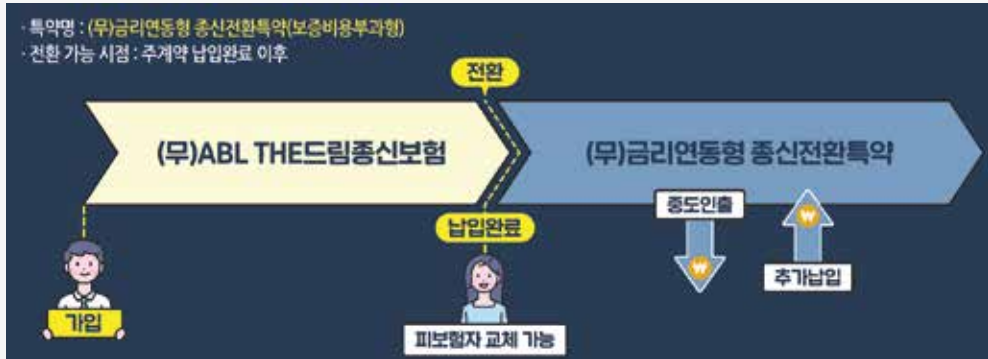 · 특약명 : (무)금리연동형 종신전환특약(보증비용부과형)
· 전환 가능 시점 : 주계약 납입완료 이후
전환
(무)ABL THE드림종신보험
(무)금리연동형 종신전환특약
중도인출
₩
₩
추가납입
납입완료
가입
피보험자 교체 가능